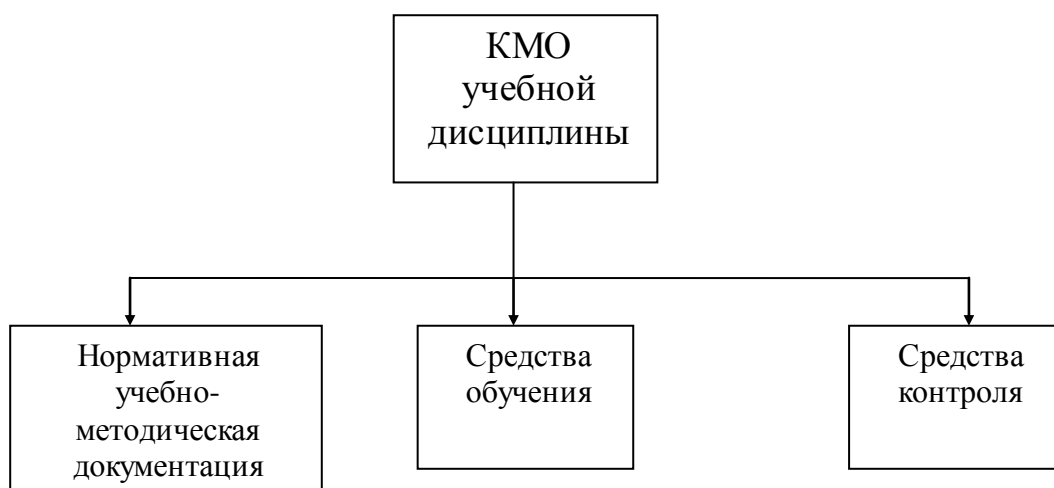 КМО
учебной
дисциплины
Нормативная
учебно-
методическая
документация
Средства
обучения
Средства
контроля